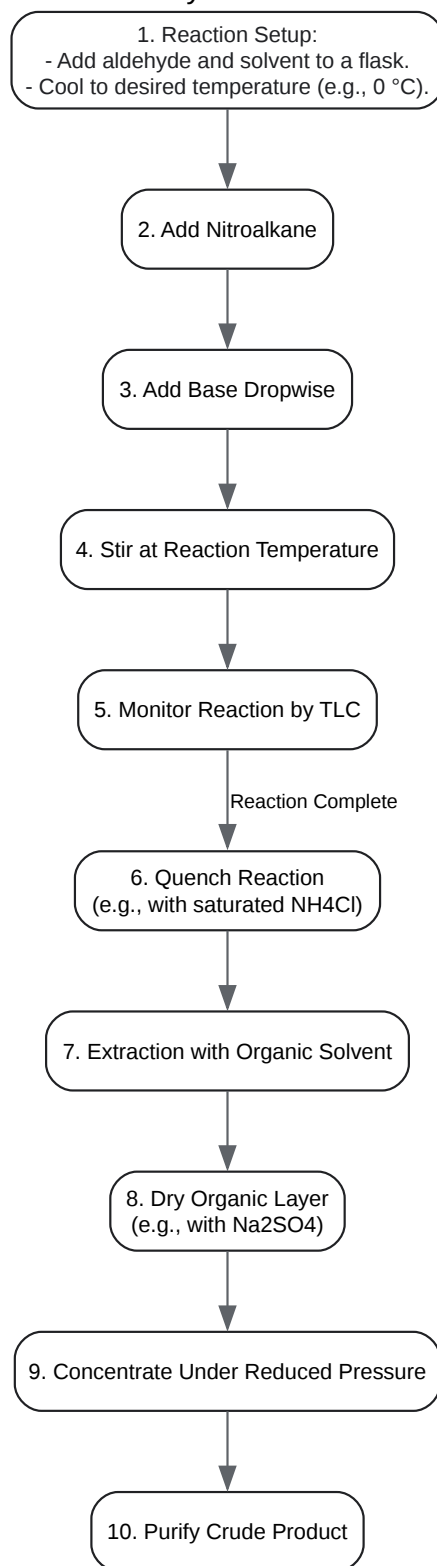 1. Reaction Setup:
- Add aldehyde and solvent to a flask.
- Cool to desired temperature (e.g., 0 °C).
2. Add Nitroalkane
3. Add Base Dropwise
4. Stir at Reaction Temperature
5. Monitor Reaction by TLC
Reaction Complete
6. Quench Reaction
(e.g., with saturated NH4Cl)
7. Extraction with Organic Solvent
8. Dry Organic Layer
(e.g., with Na2SO4)
9. Concentrate Under Reduced Pressure
10. Purify Crude Product